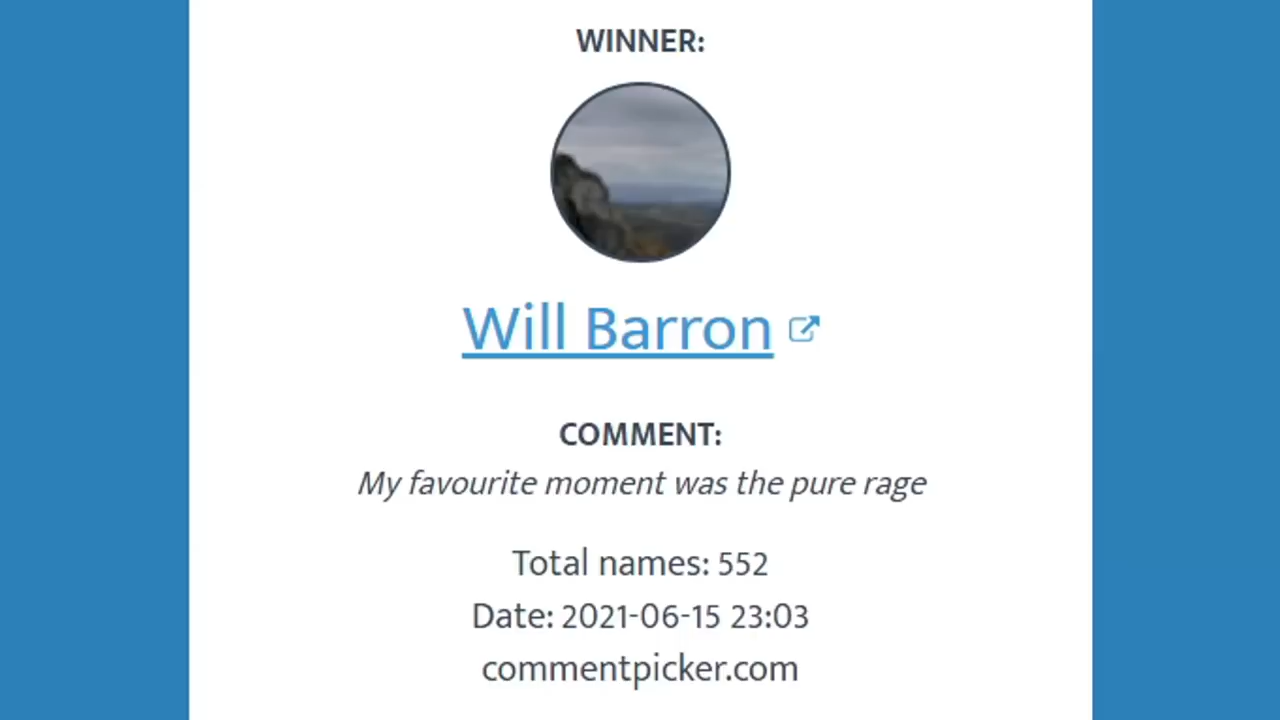 WINNER:
Will Barron
COMMENT:
My favourite moment was the pure rage
Total names: 552
Date: 2021-06-15 23:03
commentpicker.com